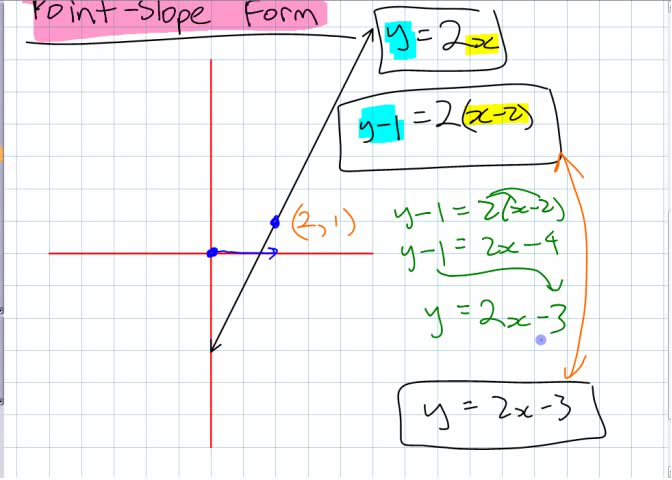 Point-Slope Form
y = 2x
y-1 = 2(x-2)
(2,1)
y-1 = 2(x-2)
y-1 = 2x-4
y = 2x-3
y = 2x-3